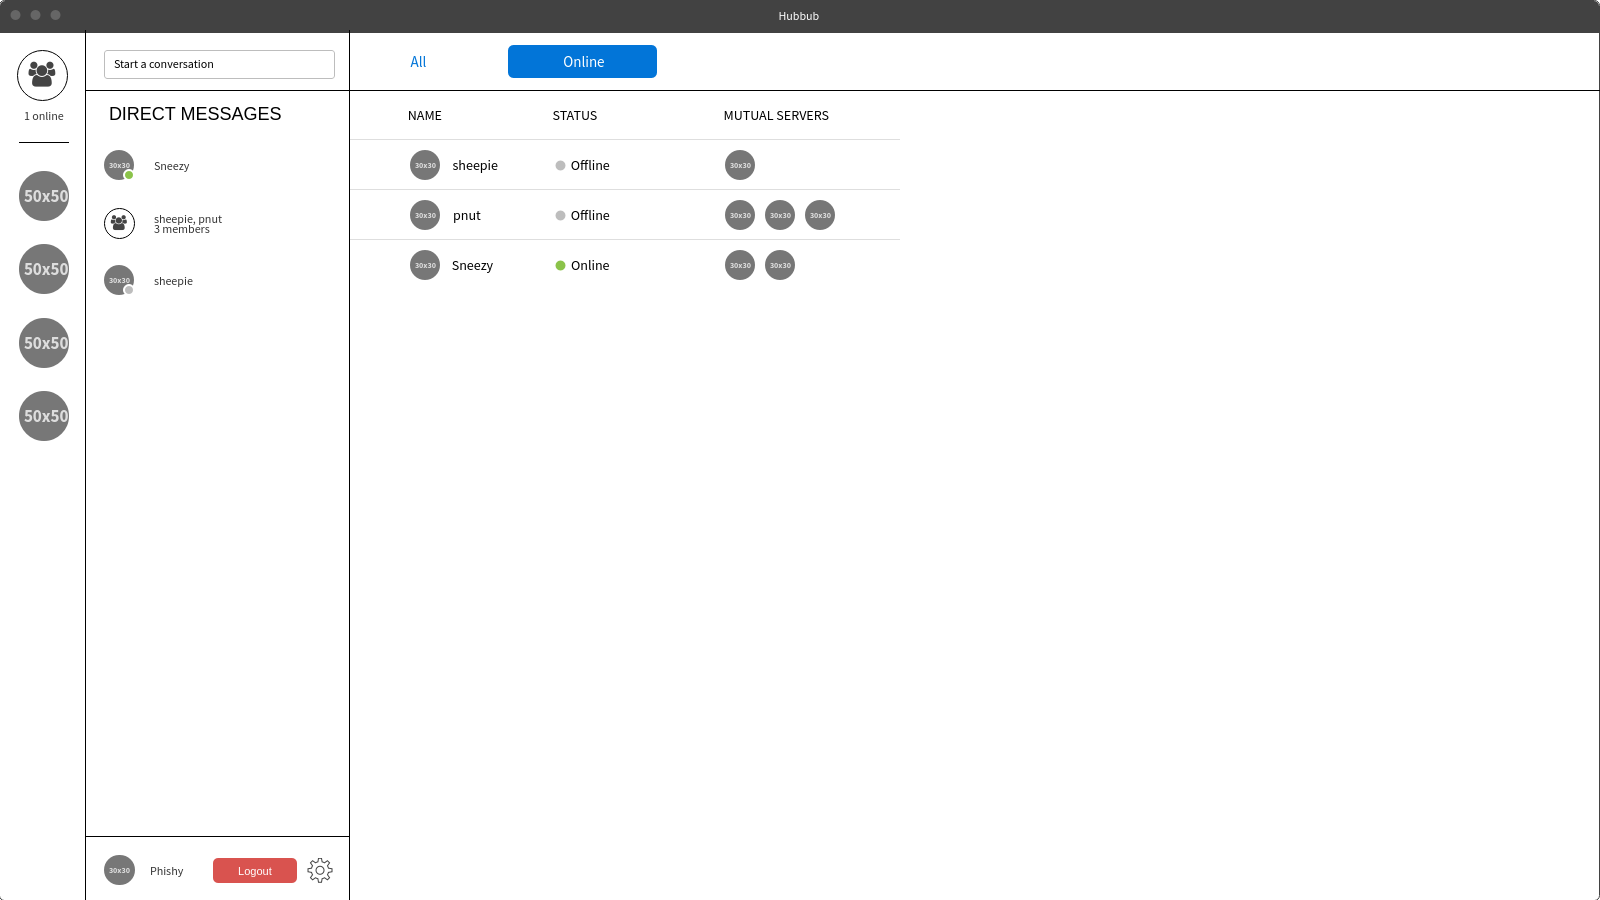 Hubbub
1 online
50x50
50x50
50x50
50x50
Start a conversation
DIRECT MESSAGES
30x30 Sneezy
sheepie, pnut
3 members
30x30 sheepie
30x30 Phishy Logout
All Online
NAME STATUS MUTUAL SERVERS
30x30 sheepie Offline 30x30
30x30 pnut Offline 30x30 30x30 30x30
30x30 Sneezy Online 30x30 30x30